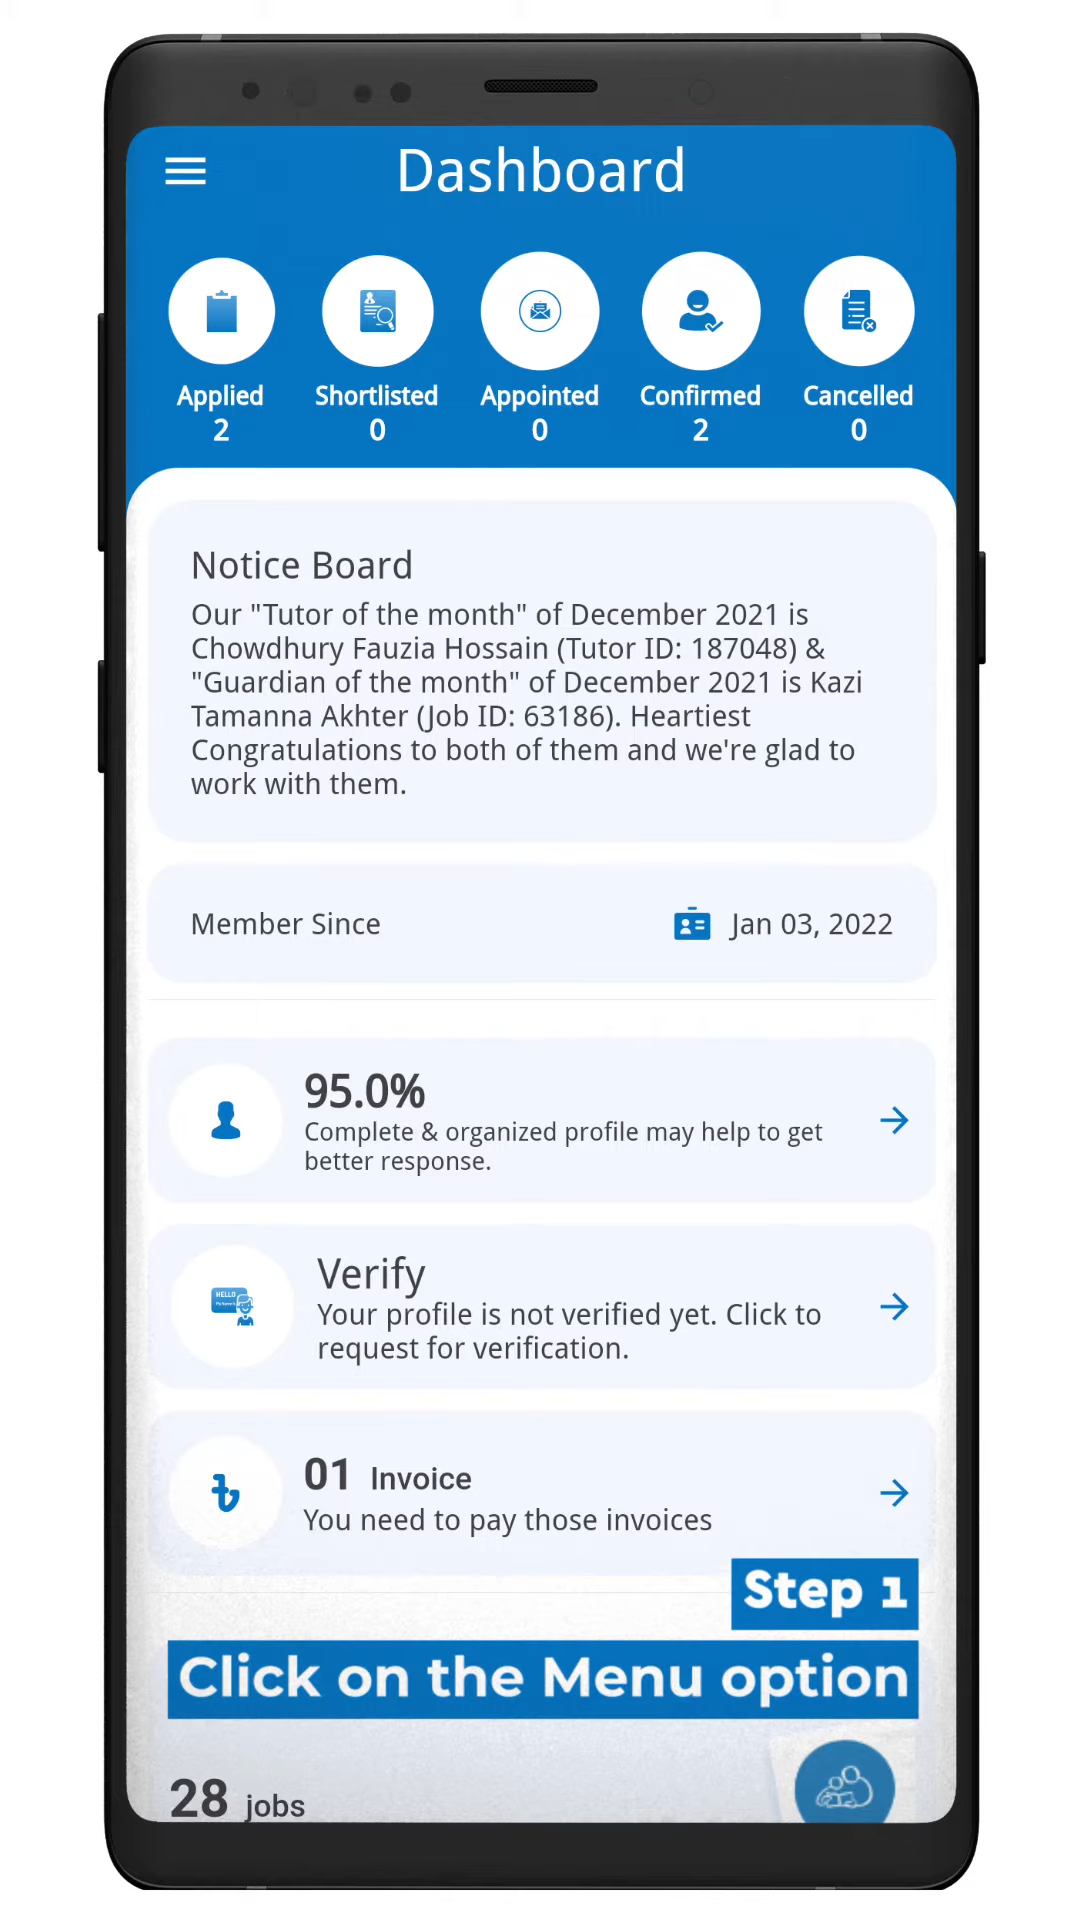 Dashboard
Applied
2
Shortlisted
0
Appointed
0
Confirmed
2
Cancelled
0
Notice Board
Our "Tutor of the month" of December 2021 is
Chowdhury Fauzia Hossain (Tutor ID: 187048) &
"Guardian of the month" of December 2021 is Kazi
Tamanna Akhter (Job ID: 63186). Heartiest
Congratulations to both of them and we're glad to
work with them.
Member Since
Jan 03, 2022
95.0%
Complete & organized profile may help to get
better response.
HELLO
Verify
Your profile is not verified yet. Click to
request for verification.
৳
01 Invoice
You need to pay those invoices
Step 1
Click on the Menu option
28 jobs